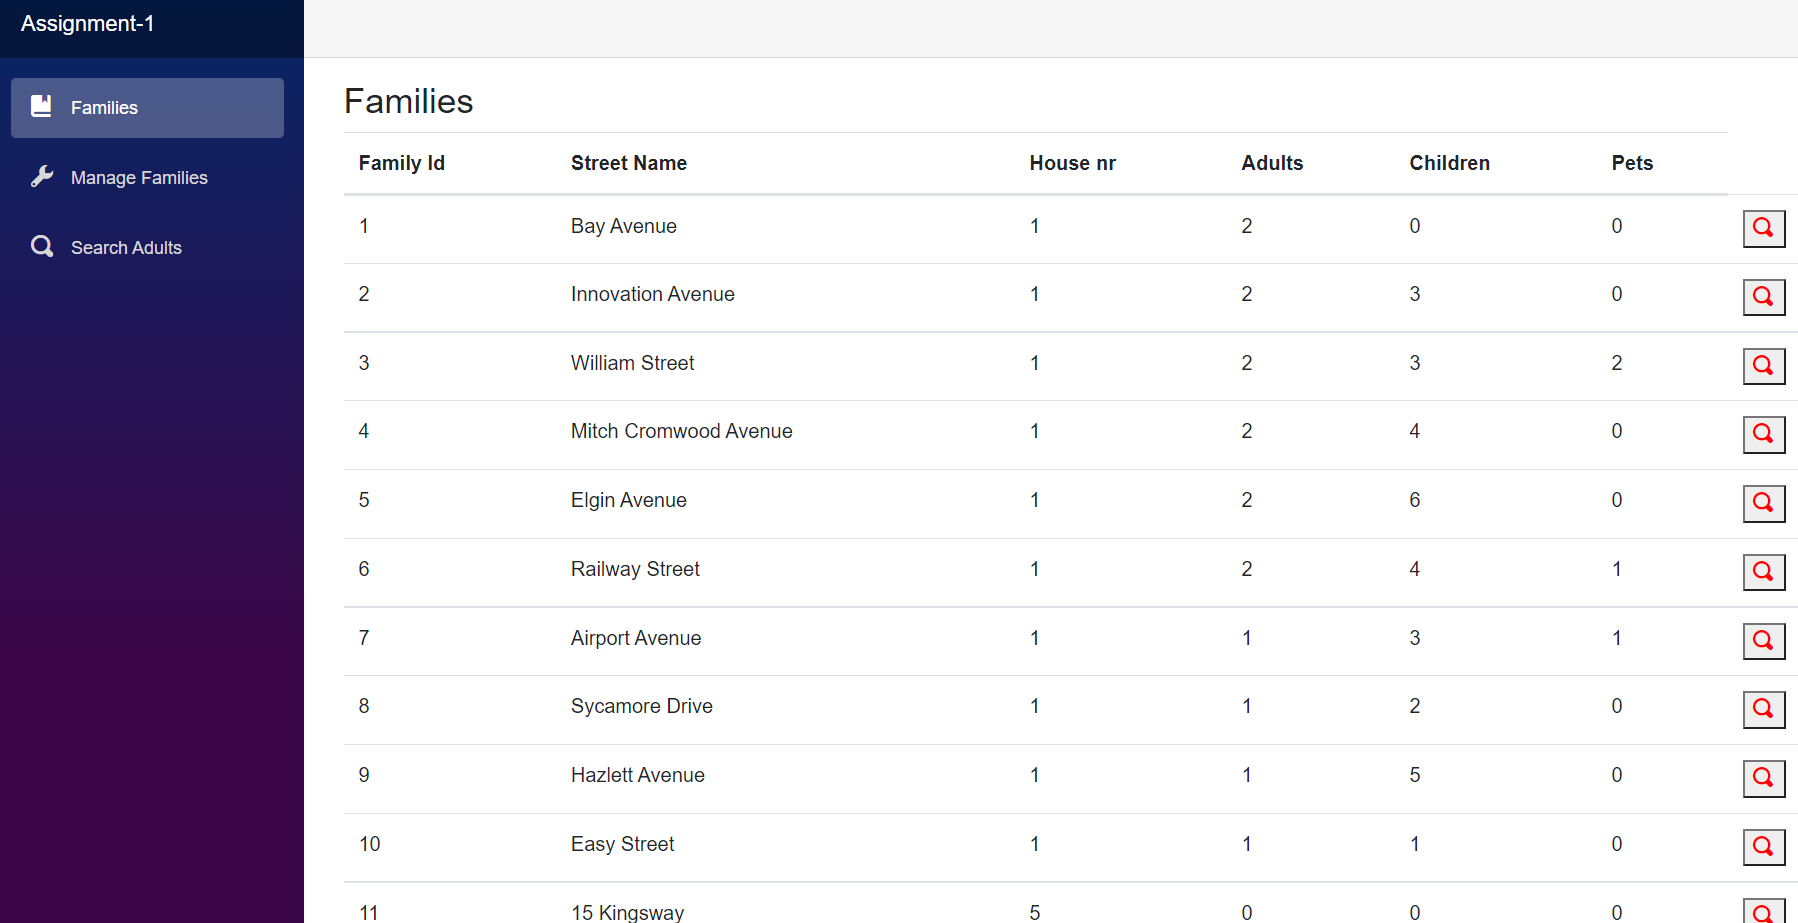 Assignment-1
Families
Manage Families
Search Adults
Families
Family Id Street Name House nr Adults Children Pets
1 Bay Avenue 1 2 0 0
2 Innovation Avenue 1 2 3 0
3 William Street 1 2 3 2
4 Mitch Cromwood Avenue 1 2 4 0
5 Elgin Avenue 1 2 6 0
6 Railway Street 1 2 4 1
7 Airport Avenue 1 1 3 1
8 Sycamore Drive 1 1 2 0
9 Hazlett Avenue 1 1 5 0
10 Easy Street 1 1 1 0
11 15 Kingsway 5 0 0 0